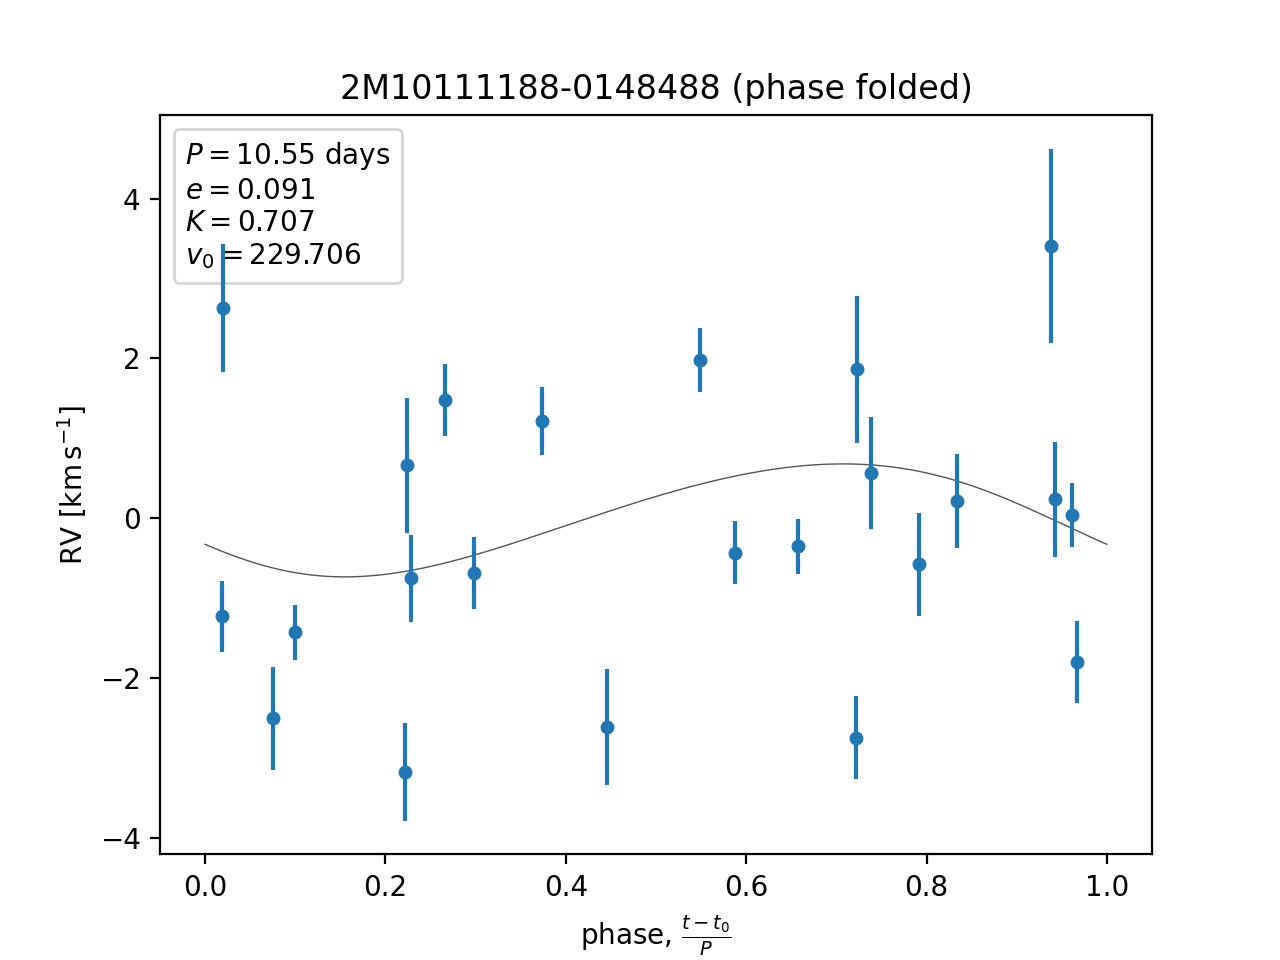 2M10111188-0148488 (phase folded)
P = 10.55 days
e = 0.091
K = 0.707
v₀ = 229.706
4
2
0
−2
−4
RV [km s⁻¹]
0.0 0.2 0.4 0.6 0.8 1.0
phase, (t − t₀)/P